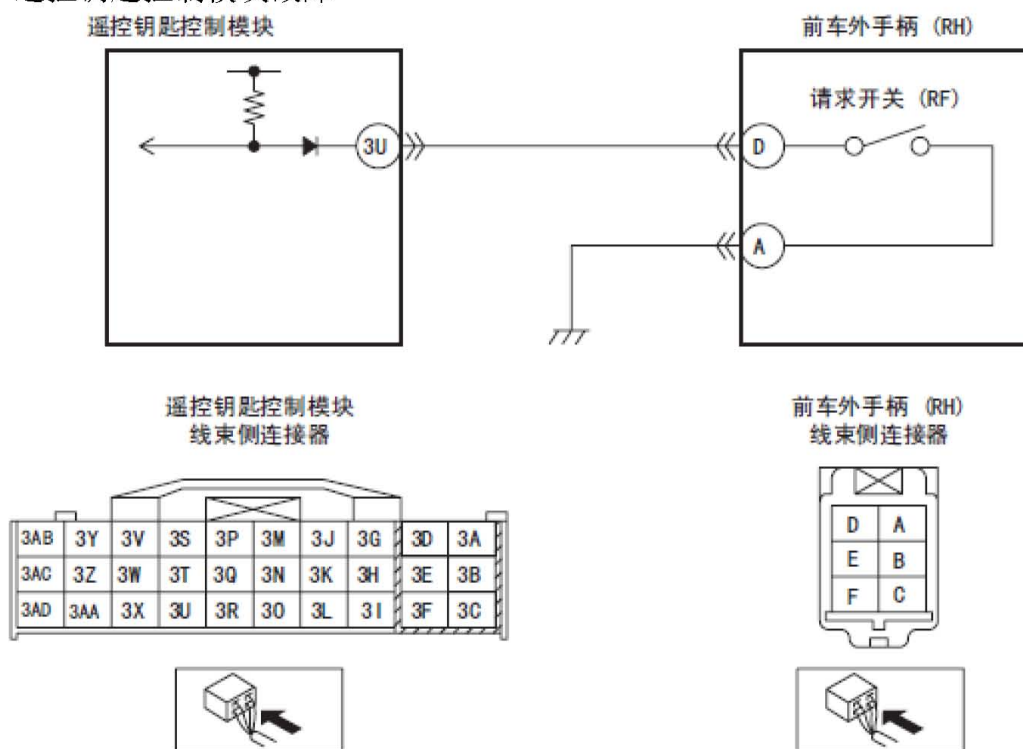 遥控钥匙控制模块
前车外手柄 (RH)
请求开关 (RF)
3U
D
A
遥控钥匙控制模块
线束侧连接器
前车外手柄 (RH)
线束侧连接器
3AB 3Y 3V 3S 3P 3M 3J 3G 3D 3A
3AC 3Z 3W 3T 3Q 3N 3K 3H 3E 3B
3AD 3AA 3X 3U 3R 3O 3L 3I 3F 3C
D A
E B
F C